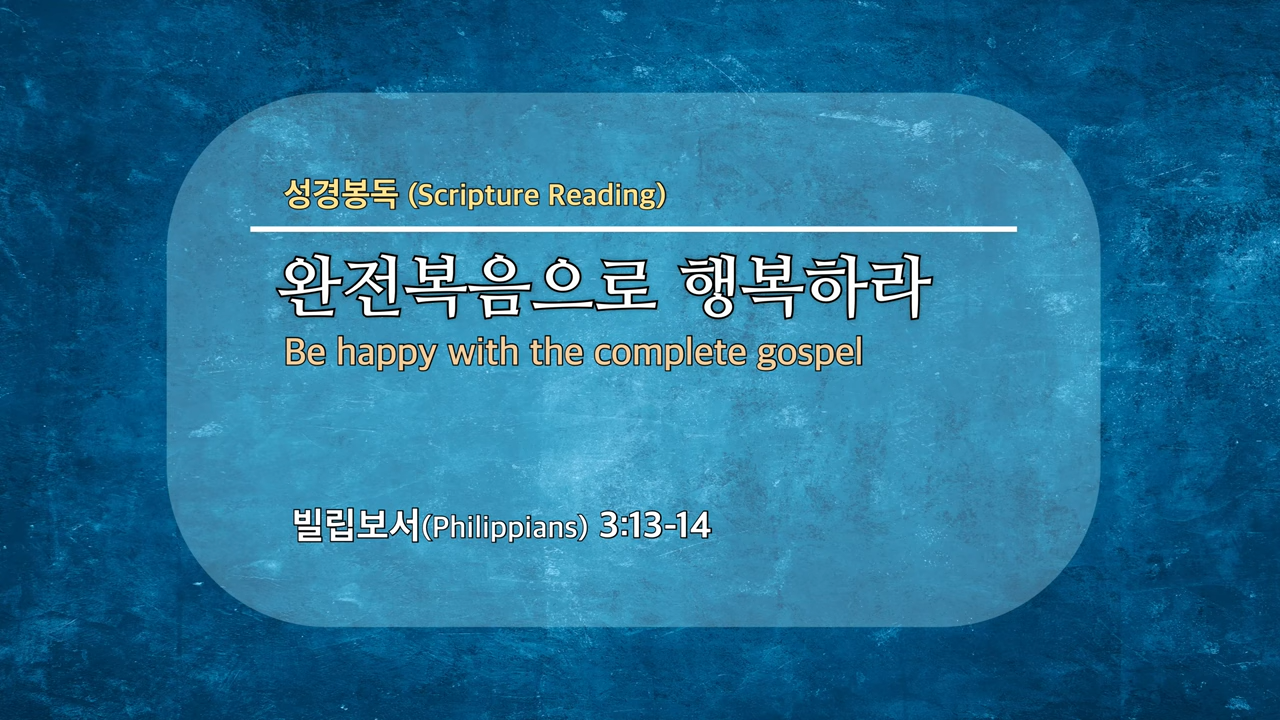 성경봉독 (Scripture Reading)
완전복음으로 행복하라
Be happy with the complete gospel
빌립보서(Philippians) 3:13-14